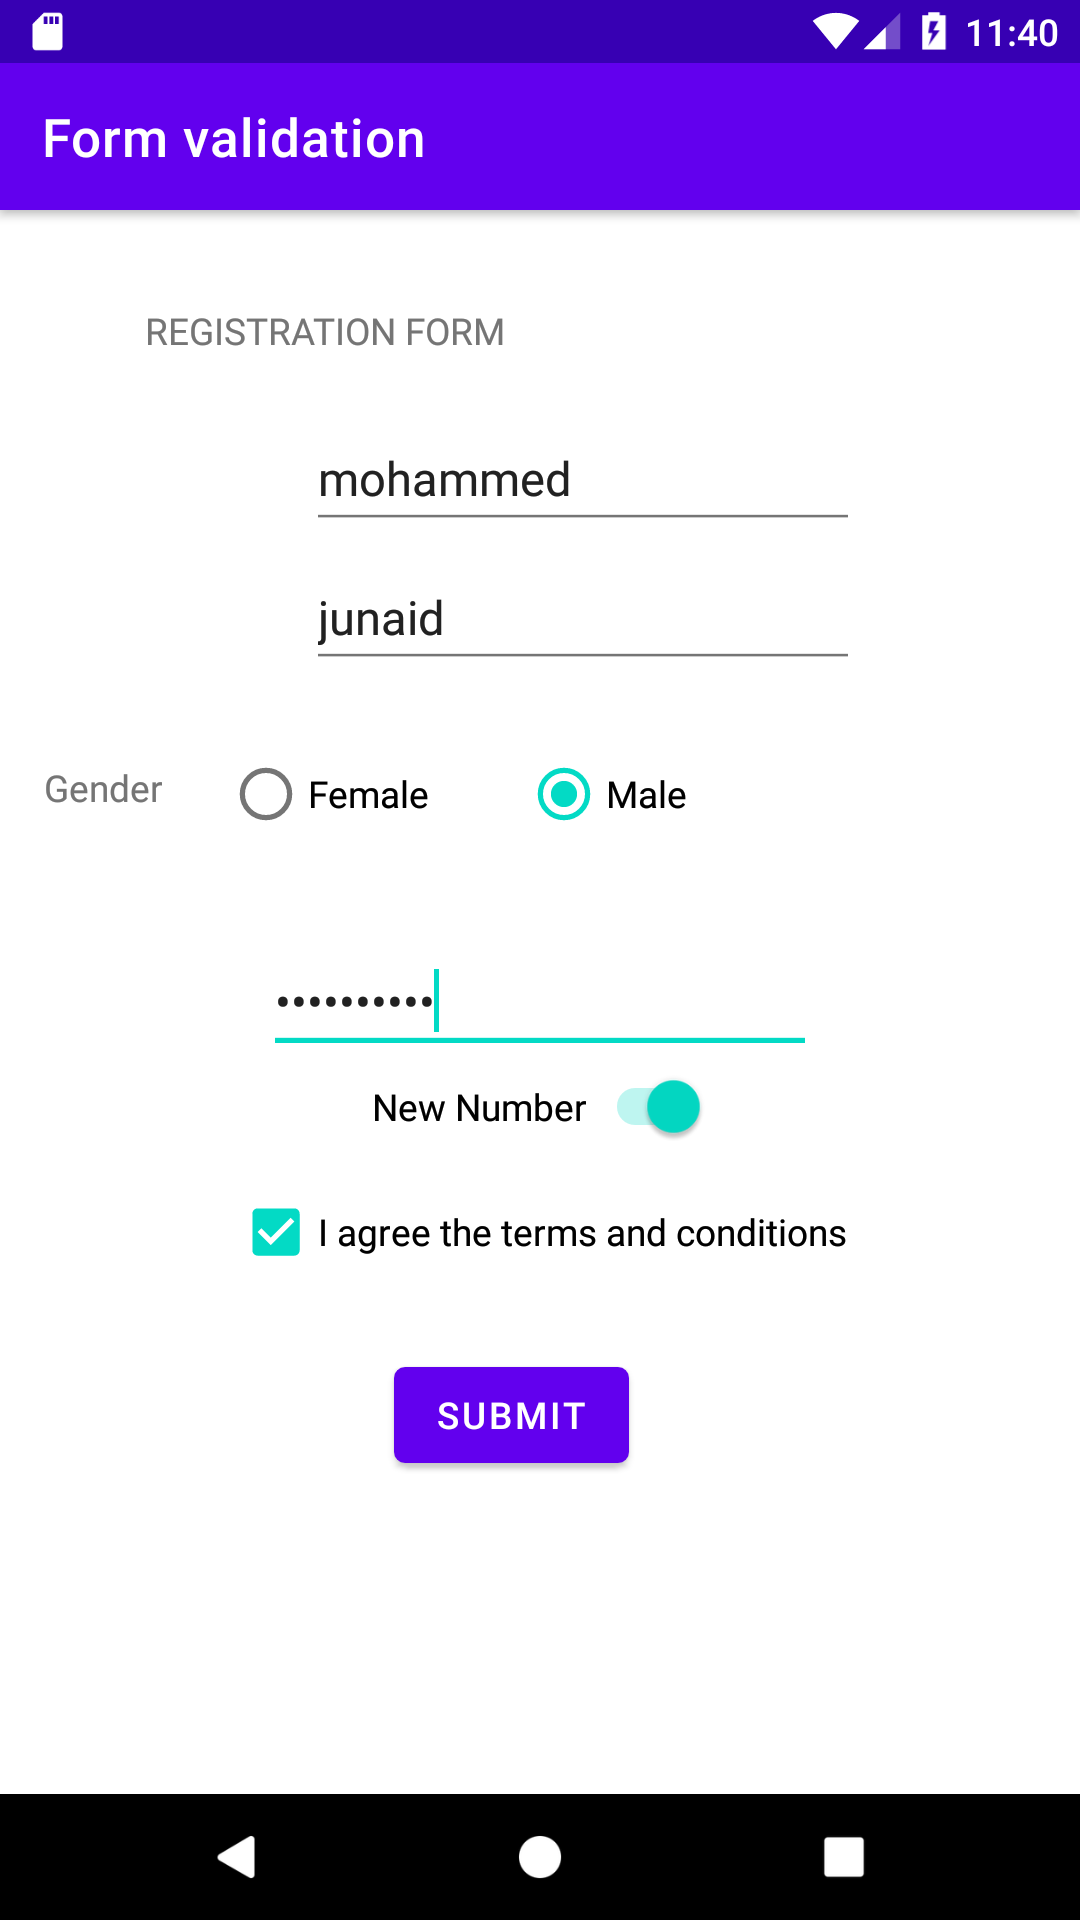 11:40
Form validation
REGISTRATION FORM
mohammed
junaid
Gender Female Male
••••••••••
New Number
I agree the terms and conditions
SUBMIT